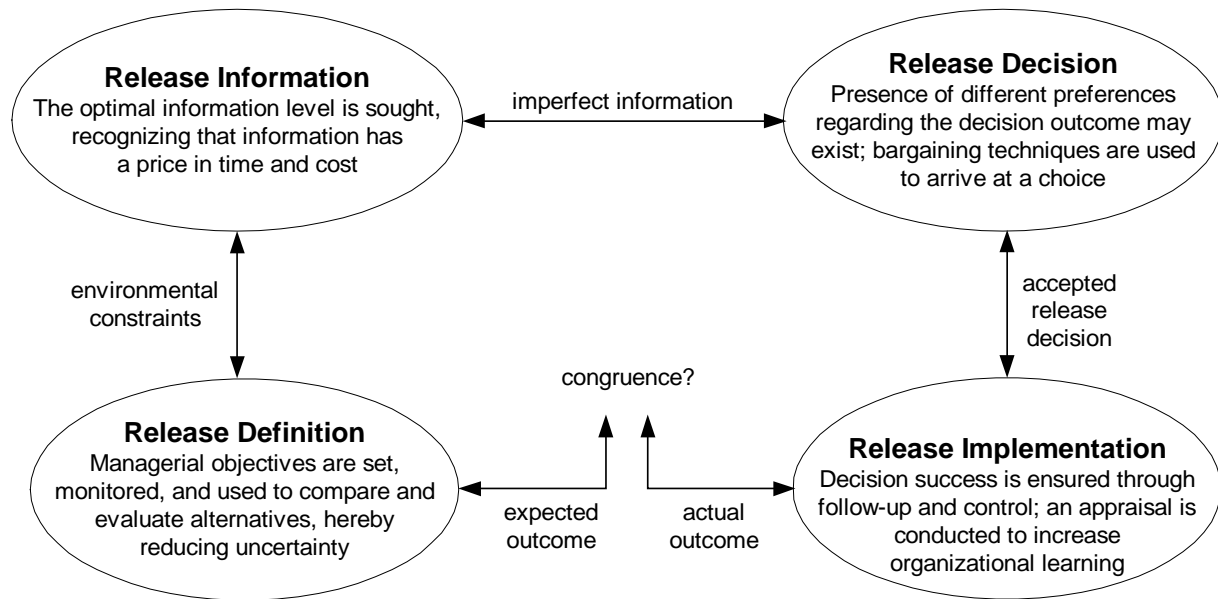 Release Information
The optimal information level is sought,
recognizing that information has
a price in time and cost
imperfect information
Release Decision
Presence of different preferences
regarding the decision outcome may
exist; bargaining techniques are used
to arrive at a choice
environmental
constraints
accepted
release
decision
congruence?
Release Definition
Managerial objectives are set,
monitored, and used to compare and
evaluate alternatives, hereby
reducing uncertainty
expected
outcome
actual
outcome
Release Implementation
Decision success is ensured through
follow-up and control; an appraisal is
conducted to increase
organizational learning